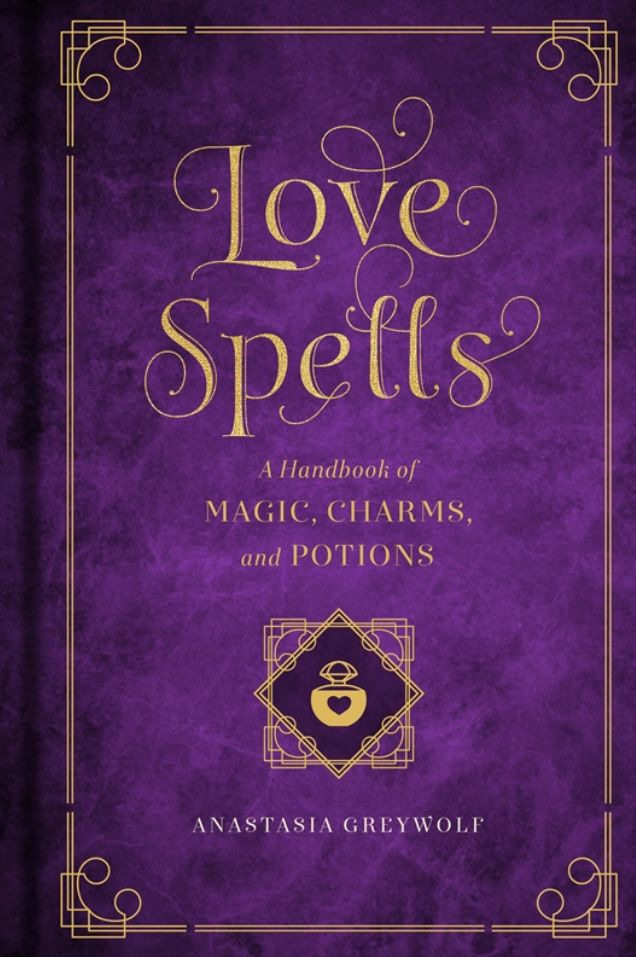 Love
Spells
A Handbook of
MAGIC, CHARMS,
and POTIONS
ANASTASIA GREYWOLF